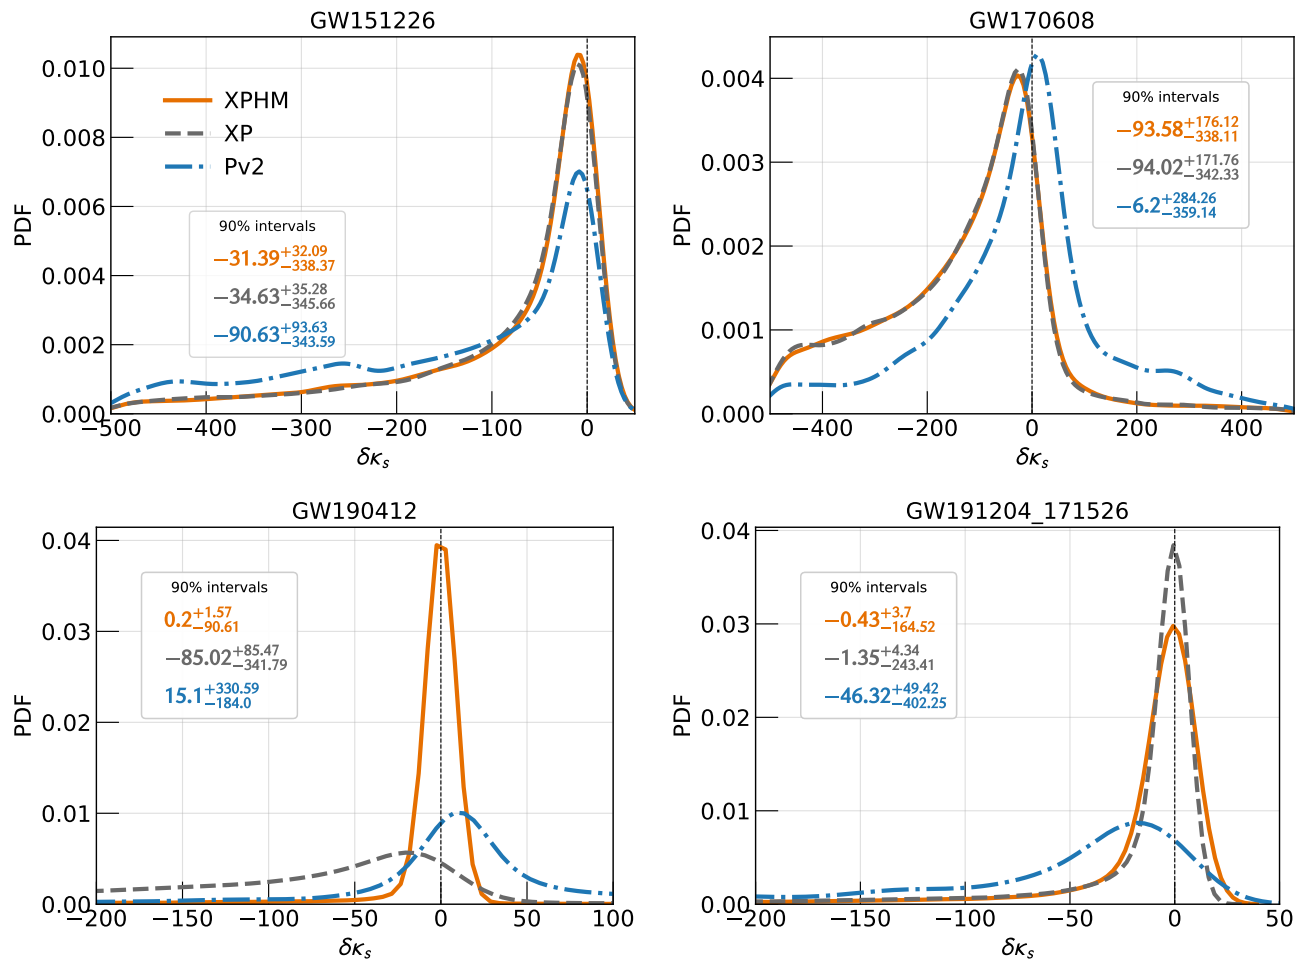 GW151226
PDF
0.010
0.008
0.006
0.004
0.002
0.000
XPHM
XP
Pv2
90% intervals
−31.39 +32.09 −338.37
−34.63 +35.28 −345.66
−90.63 +93.63 −343.59
−500 −400 −300 −200 −100 0
δκs
GW170608
PDF
0.004
0.003
0.002
0.001
0.000
90% intervals
−93.58 +176.12 −338.11
−94.02 +171.76 −342.33
−6.2 +284.26 −359.14
−400 −200 0 200 400
δκs
GW190412
PDF
0.04
0.03
0.02
0.01
0.00
90% intervals
0.2 +1.57 −90.61
−85.02 +85.47 −341.79
15.1 +330.59 −184.0
−200 −150 −100 −50 0 50 100
δκs
GW191204_171526
PDF
0.04
0.03
0.02
0.01
0.00
90% intervals
−0.43 +3.7 −164.52
−1.35 +4.34 −243.41
−46.32 +49.42 −402.25
−200 −150 −100 −50 0 50
δκs